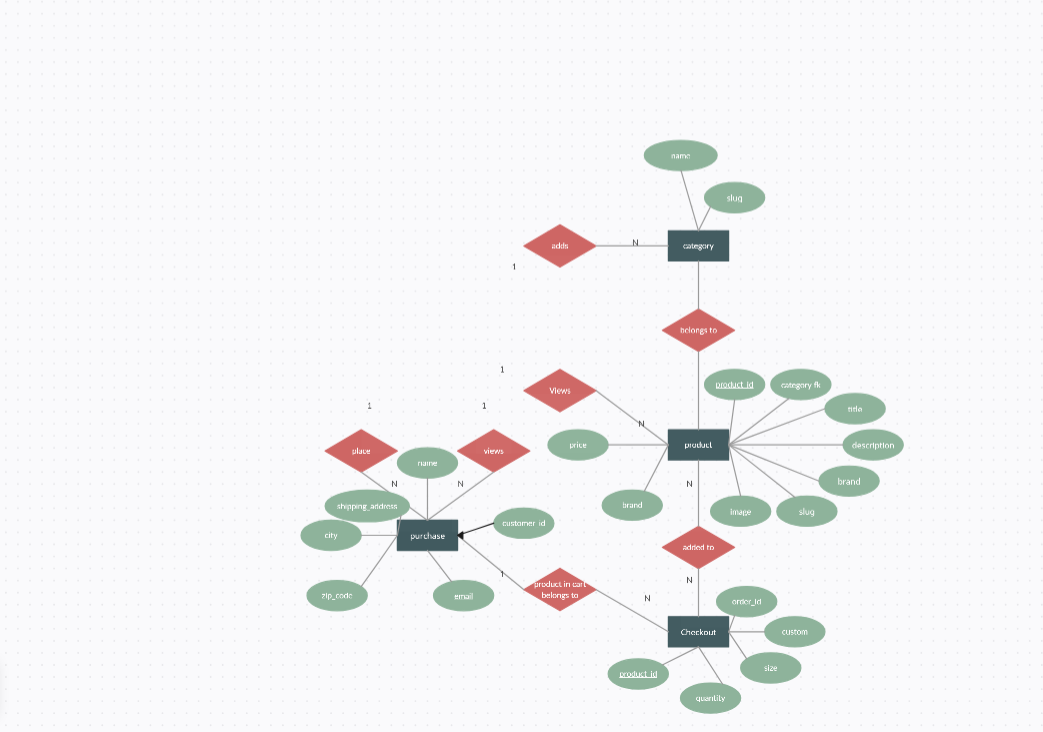 name
slug
adds
N
category
1
belongs to
1
Views
product_id
category fk
title
1
1
N
price
product
description
place
name
views
brand
N
N
N
shipping_address
brand
image
slug
city
purchase
customer_id
added to
1
product in cart
belongs to
N
zip_code
email
N
order_id
Checkout
custom
product_id
size
quantity